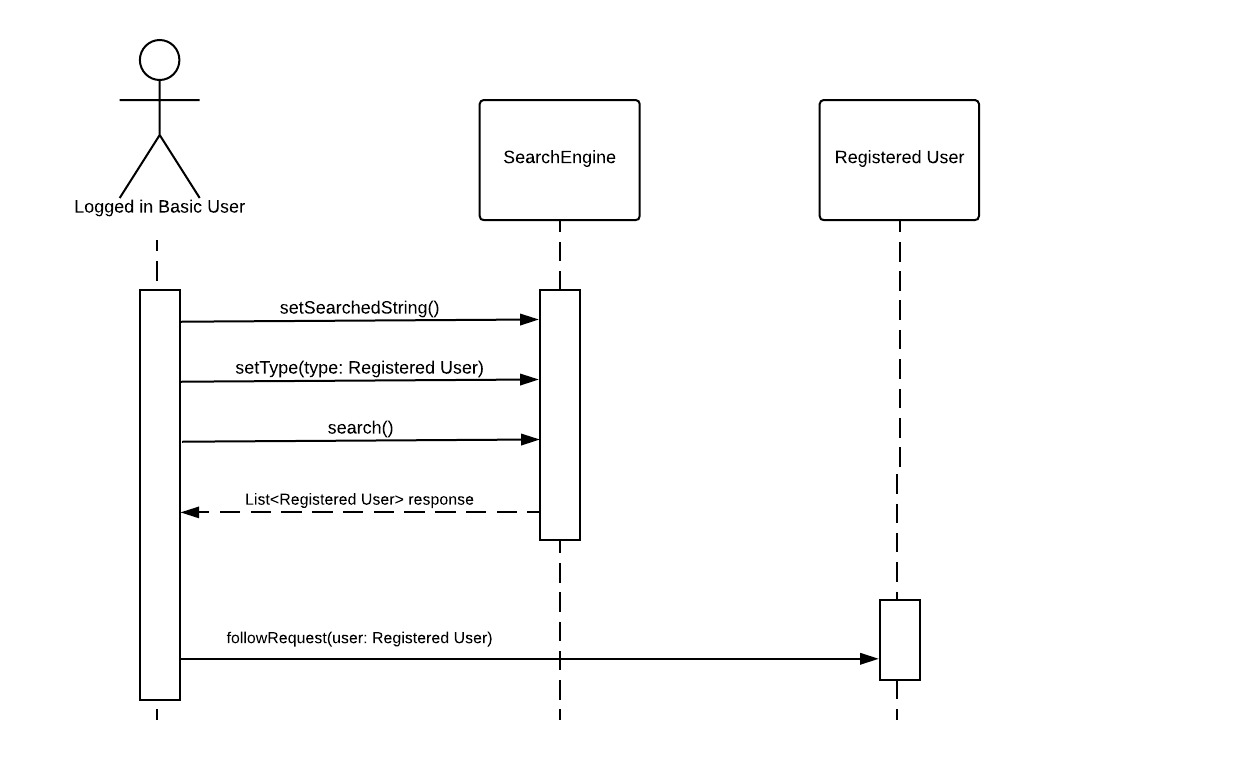 SearchEngine
Registered User
Logged in Basic User
setSearchedString()
setType(type: Registered User)
search()
List<Registered User> response
followRequest(user: Registered User)